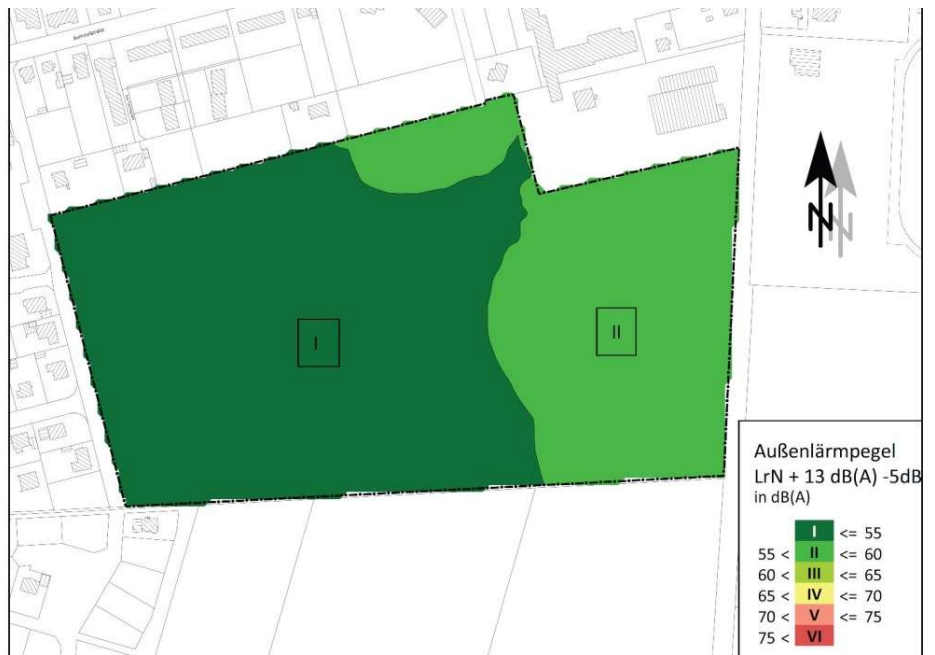 I
II
N
N
Außenlärmpegel
LrN + 13 dB(A) -5dB
in dB(A)
I <= 55
55 < II <= 60
60 < III <= 65
65 < IV <= 70
70 < V <= 75
75 < VI